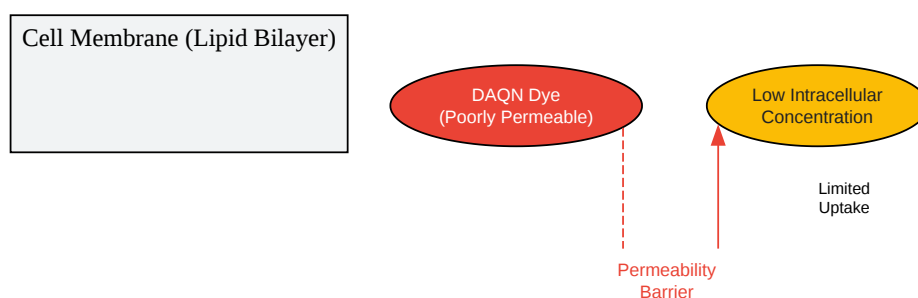 Cell Membrane (Lipid Bilayer)
DAQN Dye
(Poorly Permeable)
Low Intracellular
Concentration
Limited
Uptake
Permeability
Barrier